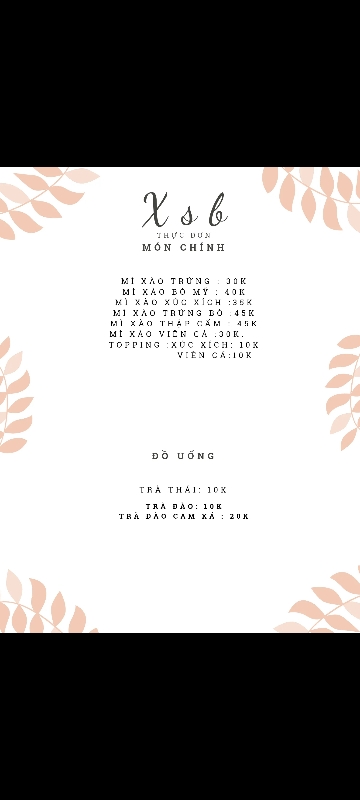 X s b
THỰC ĐƠN
MÓN CHÍNH
MÌ XÀO TRỨNG : 30K
MÌ XÀO BÒ MỸ : 40K
MÌ XÀO XÚC XÍCH :35K
MÌ XÀO TRỨNG BÒ :45K
MÌ XÀO THẬP CẨM : 45K
MÌ XÀO VIÊN CÁ :30K.
TOPPING :XÚC XÍCH: 10K
VIÊN CÁ:10K
ĐỒ UỐNG
TRÀ THÁI: 10K
TRÀ ĐÀO: 10K
TRÀ ĐÀO CAM XẢ : 20K